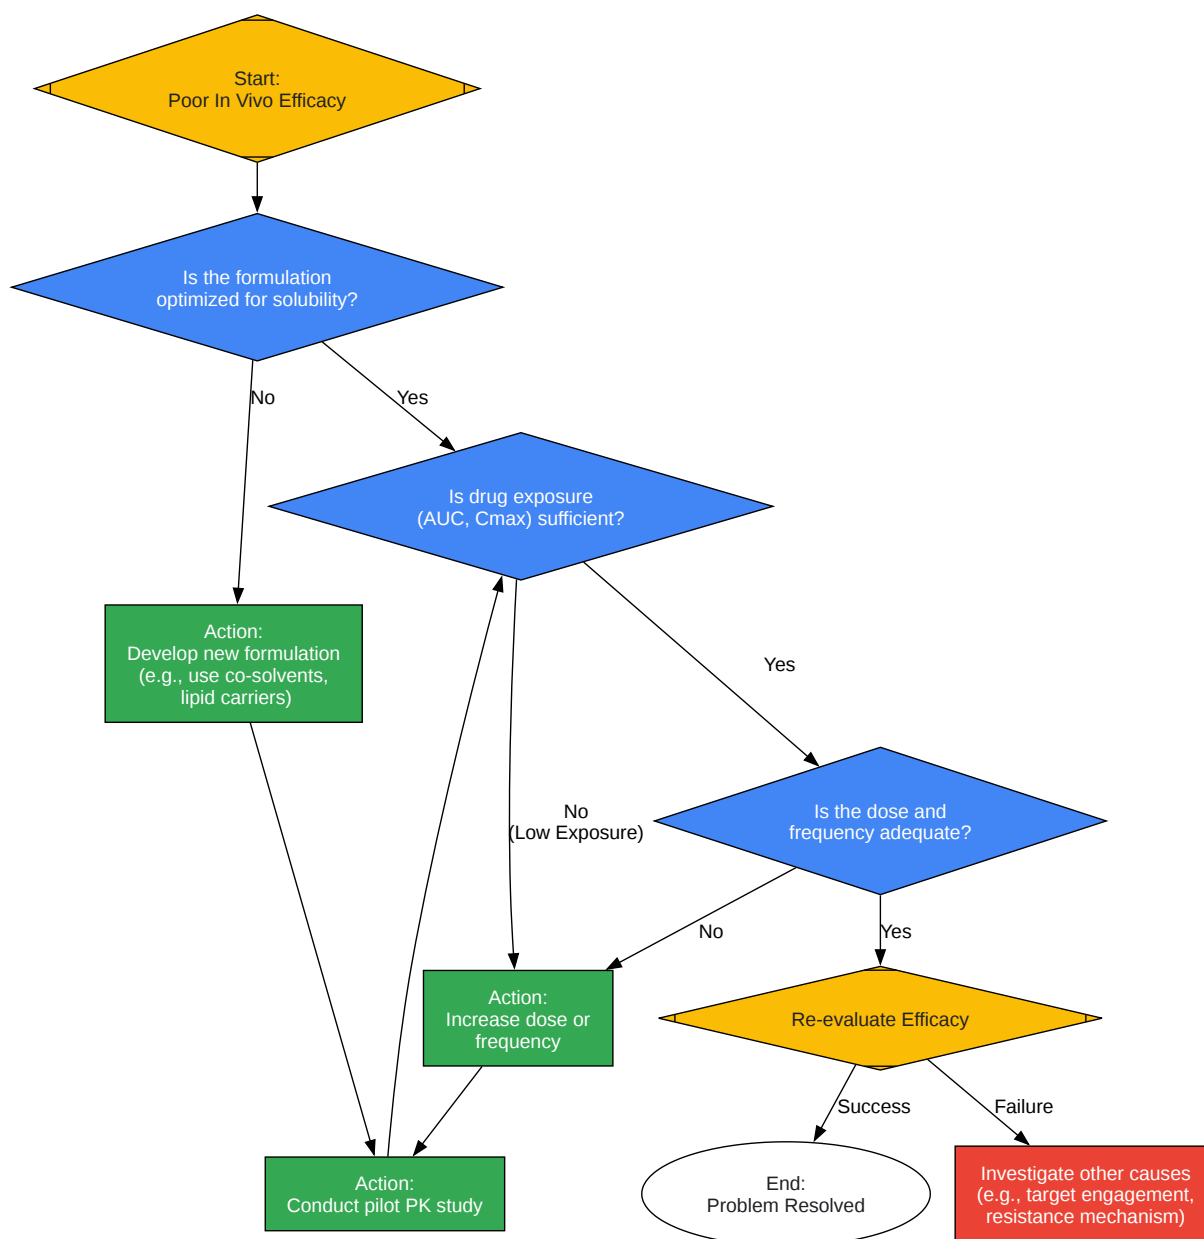 Start:
Poor In Vivo Efficacy
Is the formulation
optimized for solubility?
No
Yes
Is drug exposure
(AUC, Cmax) sufficient?
Action:
Develop new formulation
(e.g., use co-solvents,
lipid carriers)
Yes
No
(Low Exposure)
Is the dose and
frequency adequate?
No
Yes
Action:
Increase dose or
frequency
Re-evaluate Efficacy
Success
Failure
Action:
Conduct pilot PK study
End:
Problem Resolved
Investigate other causes
(e.g., target engagement,
resistance mechanism)